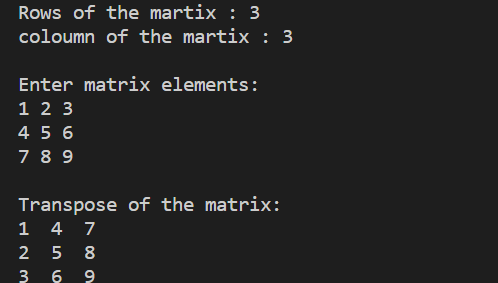 Rows of the martix : 3
coloumn of the martix : 3
Enter matrix elements:
1 2 3
4 5 6
7 8 9
Transpose of the matrix:
1  4  7
2  5  8
3  6  9